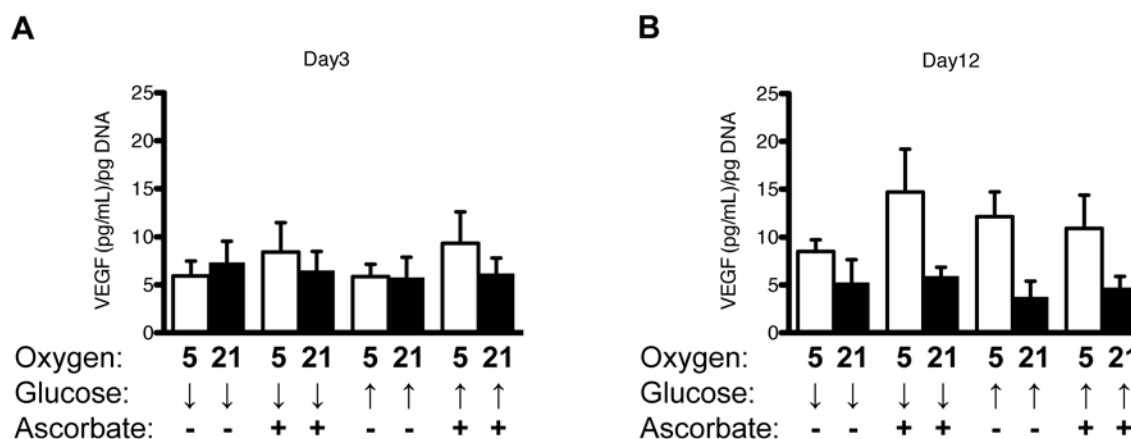 A
Day3
VEGF (pg/mL)/pg DNA
25
20
15
10
5
0
Oxygen: 5 21 5 21 5 21 5 21
Glucose: ↓ ↓ ↓ ↓ ↑ ↑ ↑ ↑
Ascorbate: - - + + - - + +
B
Day12
VEGF (pg/mL)/pg DNA
25
20
15
10
5
0
Oxygen: 5 21 5 21 5 21 5 21
Glucose: ↓ ↓ ↓ ↓ ↑ ↑ ↑ ↑
Ascorbate: - - + + - - + +